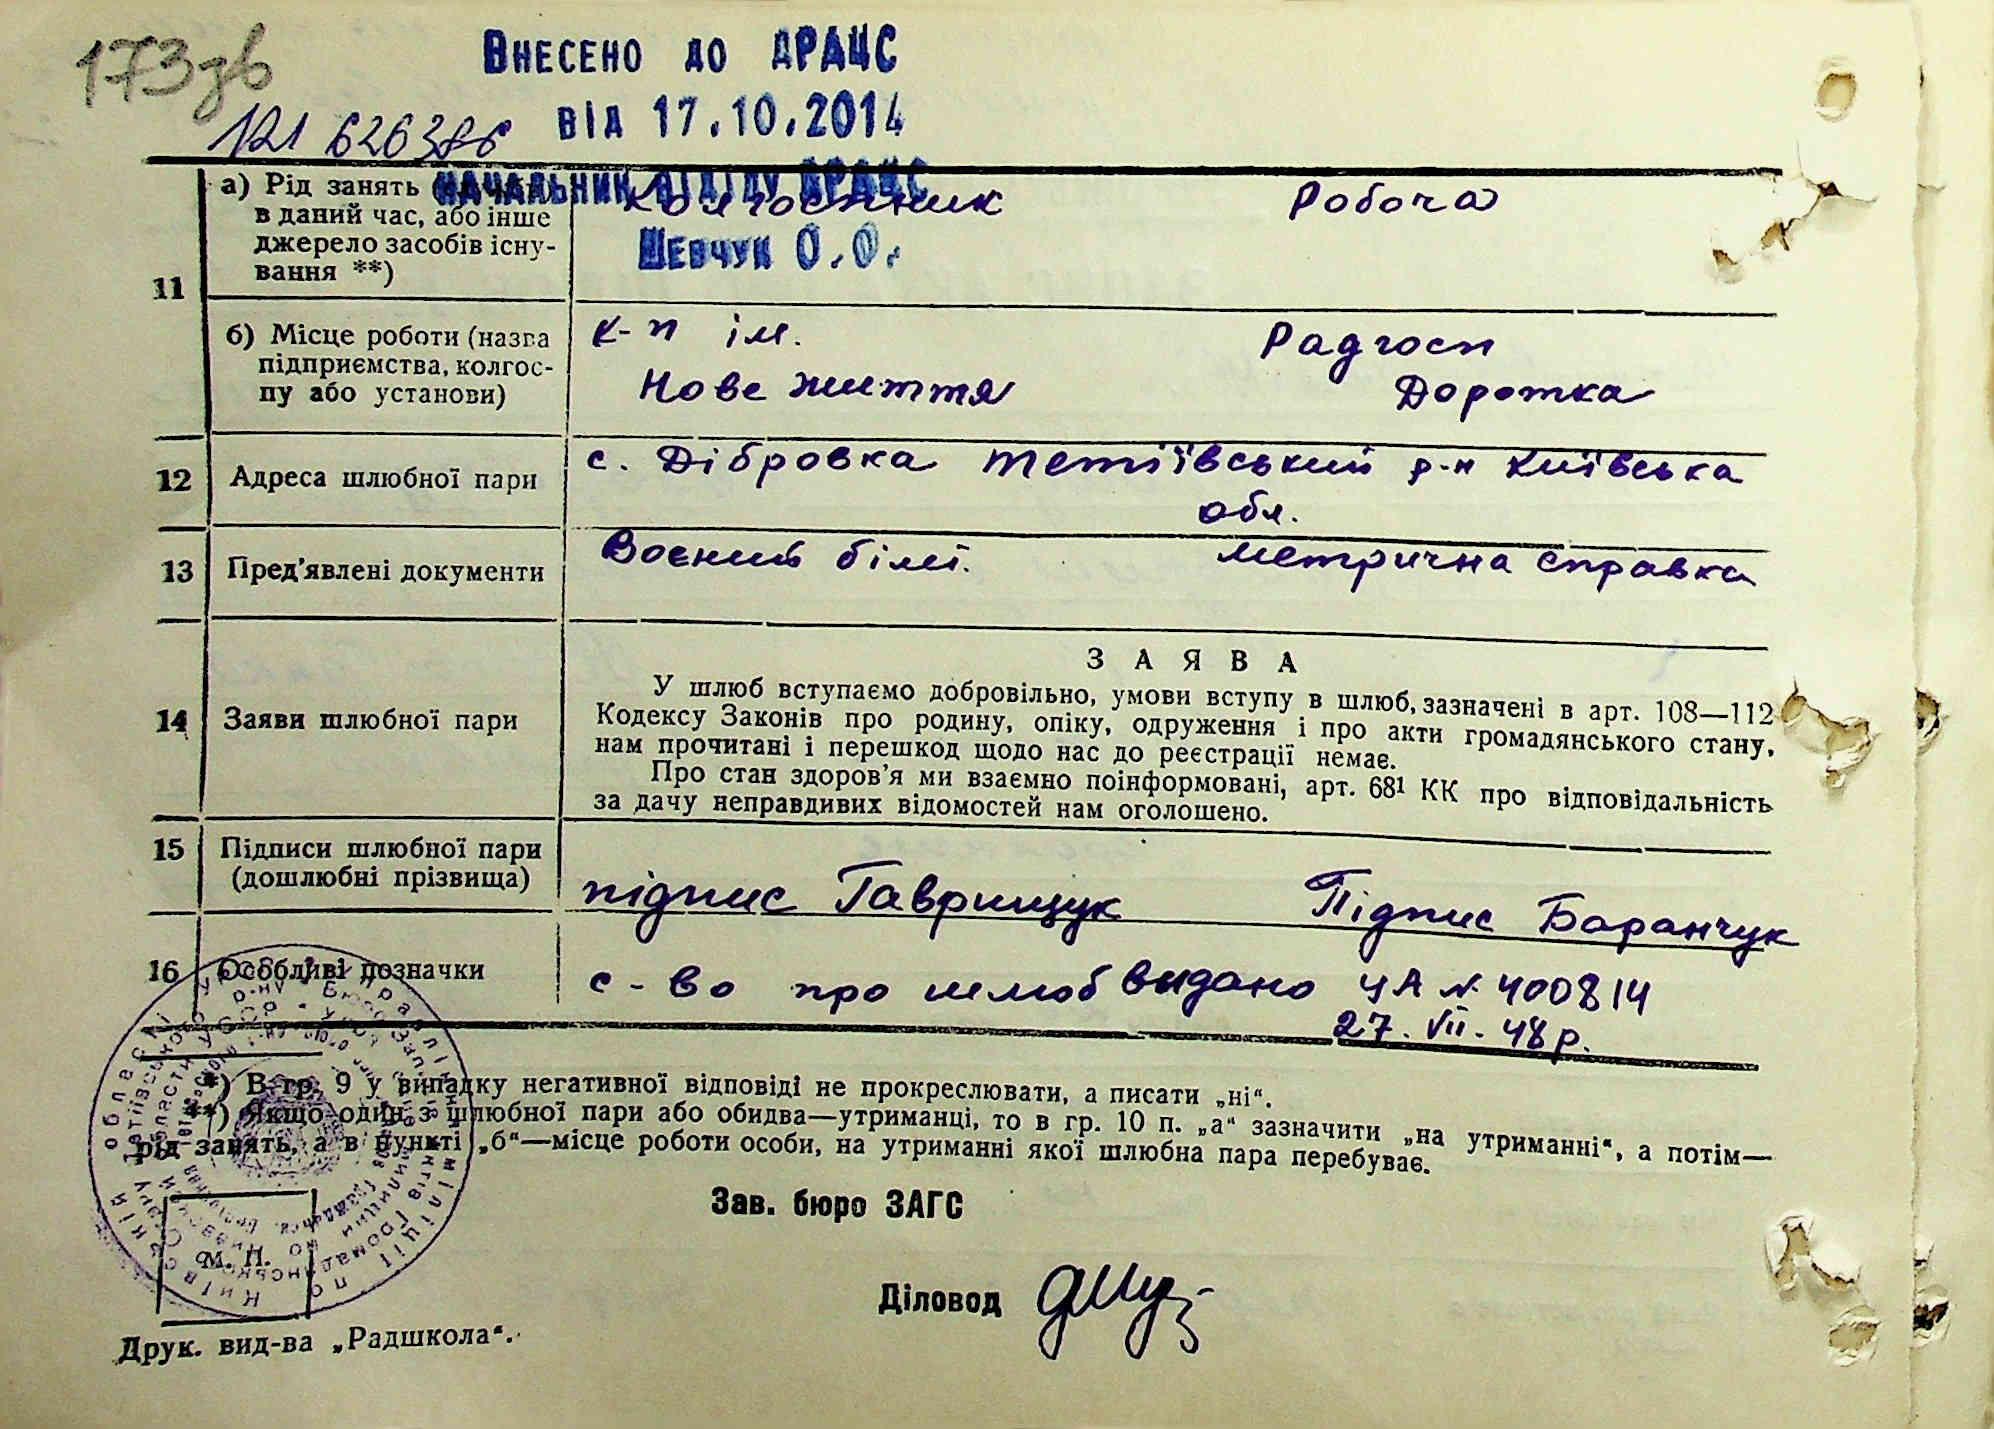 173зв
Внесено до ДРАЦС
від 17.10.2014
121 626386
начальник відділу ДРАЦС
Шевчук О.О.
11
а) Рід занять
в даний час, або інше
джерело засобів існу-
вання **)
Колгоспник Робоча
б) Місце роботи (назва
підприємства, колгос-
пу або установи)
к-п ім. Радгосп
Нове життя Доротка
12 Адреса шлюбної пари
с. Дібровка Тетіївський р-н Київська
обл.
13 Пред'явлені документи
Воєний білі. метрична справка
14 Заяви шлюбної пари
ЗАЯВА
У шлюб вступаємо добровільно, умови вступу в шлюб, зазначені в арт. 108—112
Кодексу Законів про родину, опіку, одруження і про акти громадянського стану,
нам прочитані і перешкод щодо нас до реєстрації немає.
Про стан здоров'я ми взаємно поінформовані, арт. 68¹ КК про відповідальність
за дачу неправдивих відомостей нам оголошено.
15 Підписи шлюбної пари
(дошлюбні прізвища)
підпис Гаврищук Підпис Баранчук
16 Особливі позначки
с-во про шлюб видано ЧА № 400814
27. VII. 48 р.
*) В гр. 9 у випадку негативної відповіді не прокреслювати, а писати „ні“.
**) Якщо один з шлюбної пари або обидва—утриманці, то в гр. 10 п. „а“ зазначити „на утриманні“, а потім—
рід занять, а в пункті „б“—місце роботи особи, на утриманні якої шлюбна пара перебуває.
Зав. бюро ЗАГС
М. П.
Діловод
Друк. вид-ва „Радшкола“.